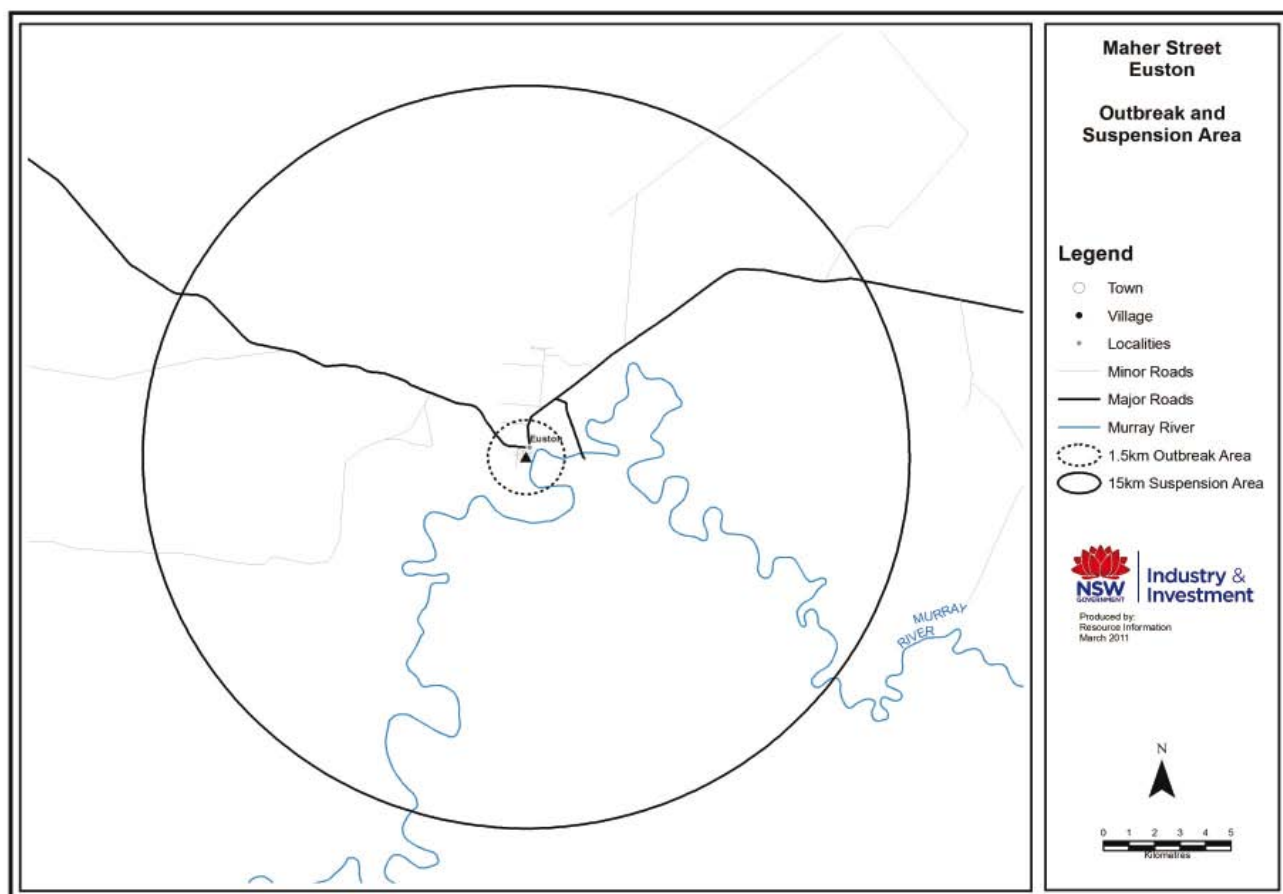 Maher Street
Euston
Outbreak and
Suspension Area
Legend
Town
Village
Localities
Minor Roads
Major Roads
Murray River
1.5km Outbreak Area
15km Suspension Area
NSW
GOVERNMENT
Industry &
Investment
Produced by:
Resource Information
March 2011
N
0 1 2 3 4 5
Kilometres
Euston
MURRAY
RIVER